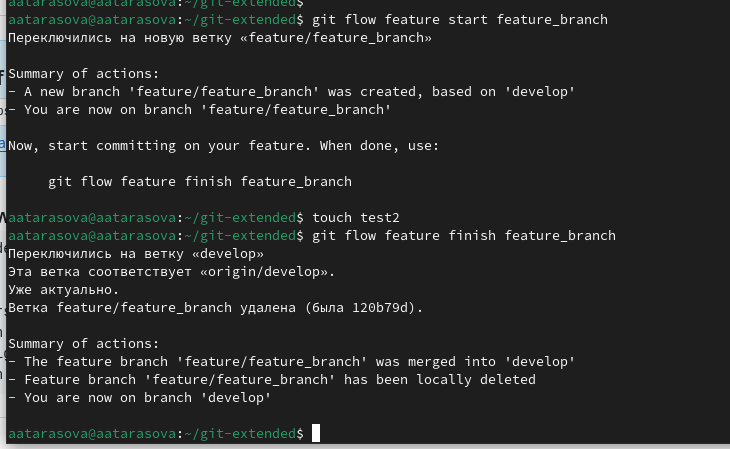 aatarasova@aatarasova:~/git-extended$
aatarasova@aatarasova:~/git-extended$ git flow feature start feature_branch
Переключились на новую ветку «feature/feature_branch»
Summary of actions:
- A new branch 'feature/feature_branch' was created, based on 'develop'
- You are now on branch 'feature/feature_branch'
Now, start committing on your feature. When done, use:
git flow feature finish feature_branch
aatarasova@aatarasova:~/git-extended$ touch test2
aatarasova@aatarasova:~/git-extended$ git flow feature finish feature_branch
Переключились на ветку «develop»
Эта ветка соответствует «origin/develop».
Уже актуально.
Ветка feature/feature_branch удалена (была 120b79d).
Summary of actions:
- The feature branch 'feature/feature_branch' was merged into 'develop'
- Feature branch 'feature/feature_branch' has been locally deleted
- You are now on branch 'develop'
aatarasova@aatarasova:~/git-extended$